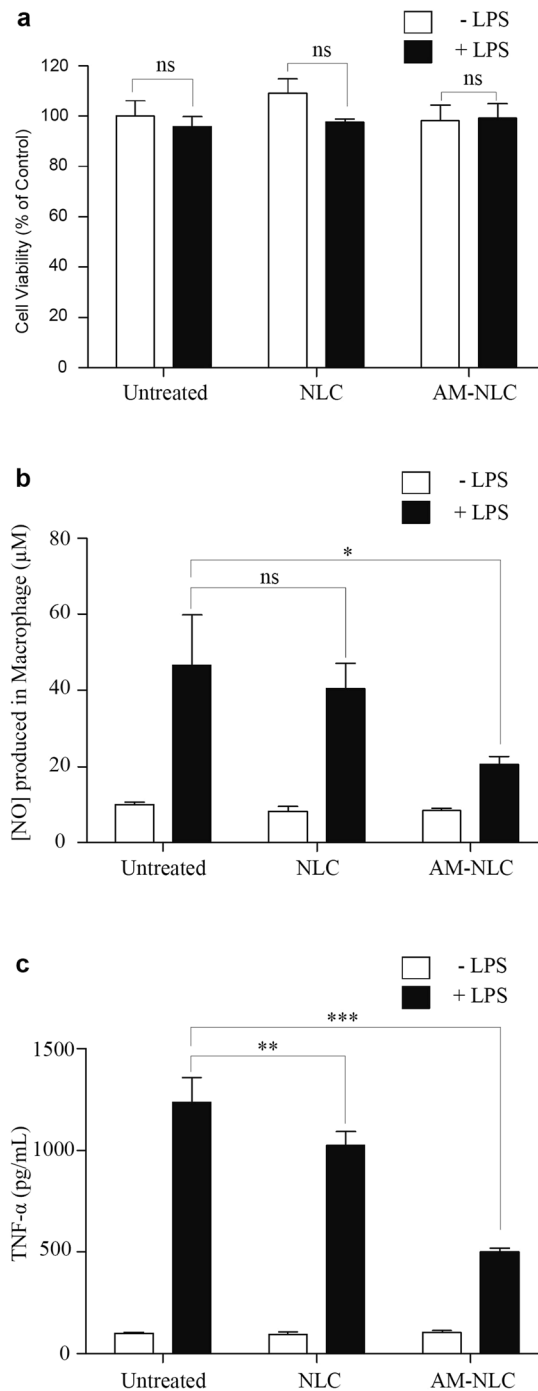 a
- LPS
+ LPS
ns
ns
ns
120
100
80
60
40
20
0
Cell Viability (% of Control)
Untreated NLC AM-NLC
b
- LPS
+ LPS
*
ns
80
60
40
20
0
[NO] produced in Macrophage (µM)
Untreated NLC AM-NLC
c
- LPS
+ LPS
***
**
1500
1000
500
0
TNF-α (pg/mL)
Untreated NLC AM-NLC